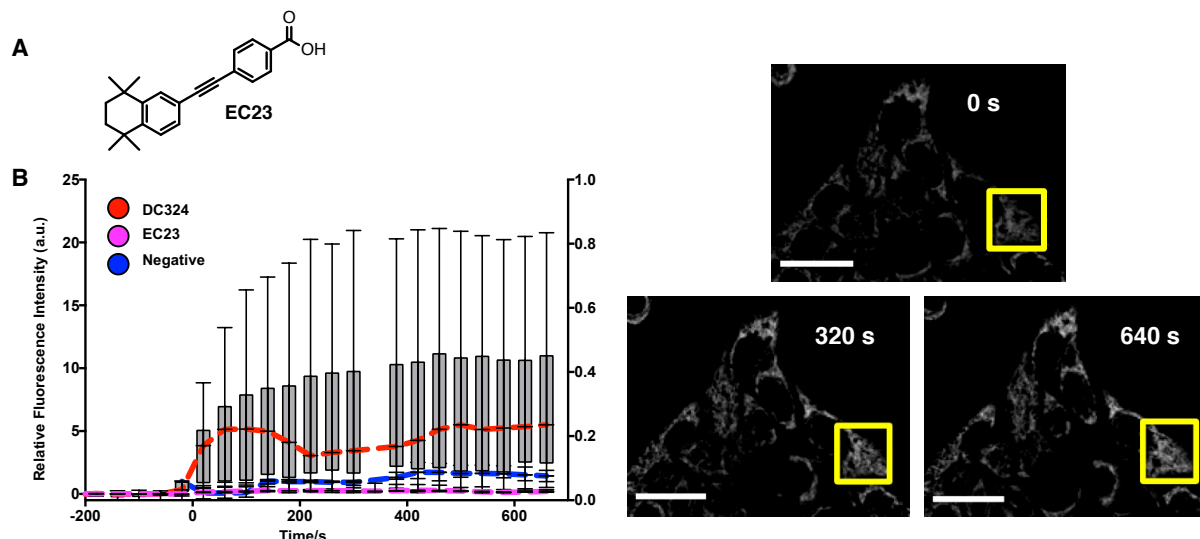 A
O
OH
EC23
B
Relative Fluorescence Intensity (a.u.)
25
20
15
10
5
0
DC324
EC23
Negative
1.0
0.8
0.6
0.4
0.2
0.0
-200
0
200
400
600
Time/s
0 s
320 s
640 s